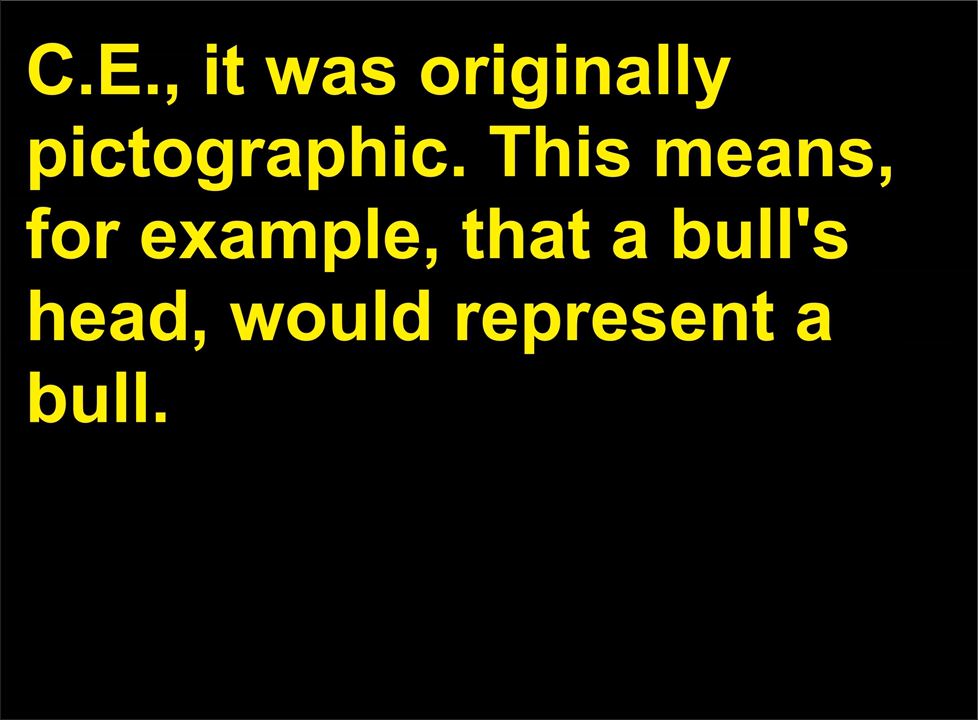 C.E., it was originally
pictographic. This means,
for example, that a bull's
head, would represent a
bull.